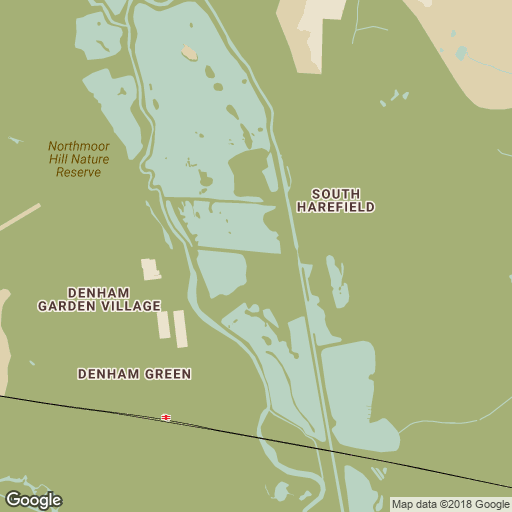 Northmoor
Hill Nature
Reserve
SOUTH
HAREFIELD
DENHAM
GARDEN VILLAGE
DENHAM GREEN
Google
Map data ©2018 Google